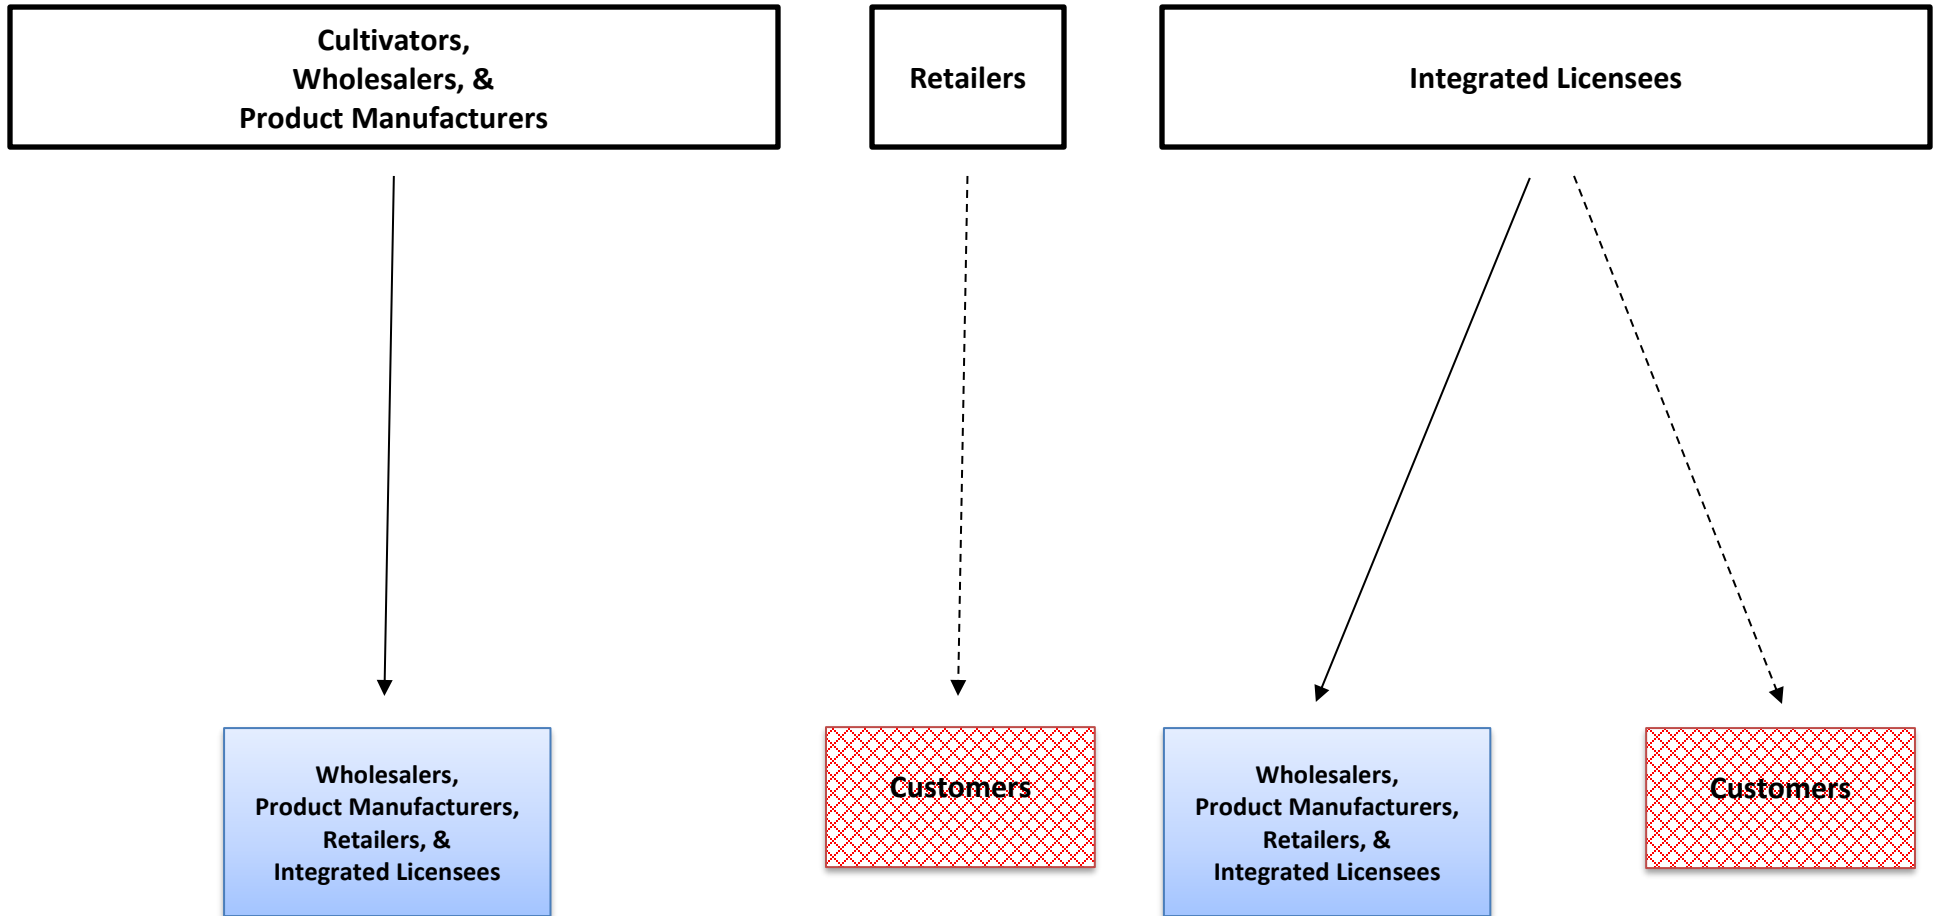 Cultivators,
Wholesalers, &
Product Manufacturers
Retailers
Integrated Licensees
Wholesalers,
Product Manufacturers,
Retailers, &
Integrated Licensees
Customers
Wholesalers,
Product Manufacturers,
Retailers, &
Integrated Licensees
Customers